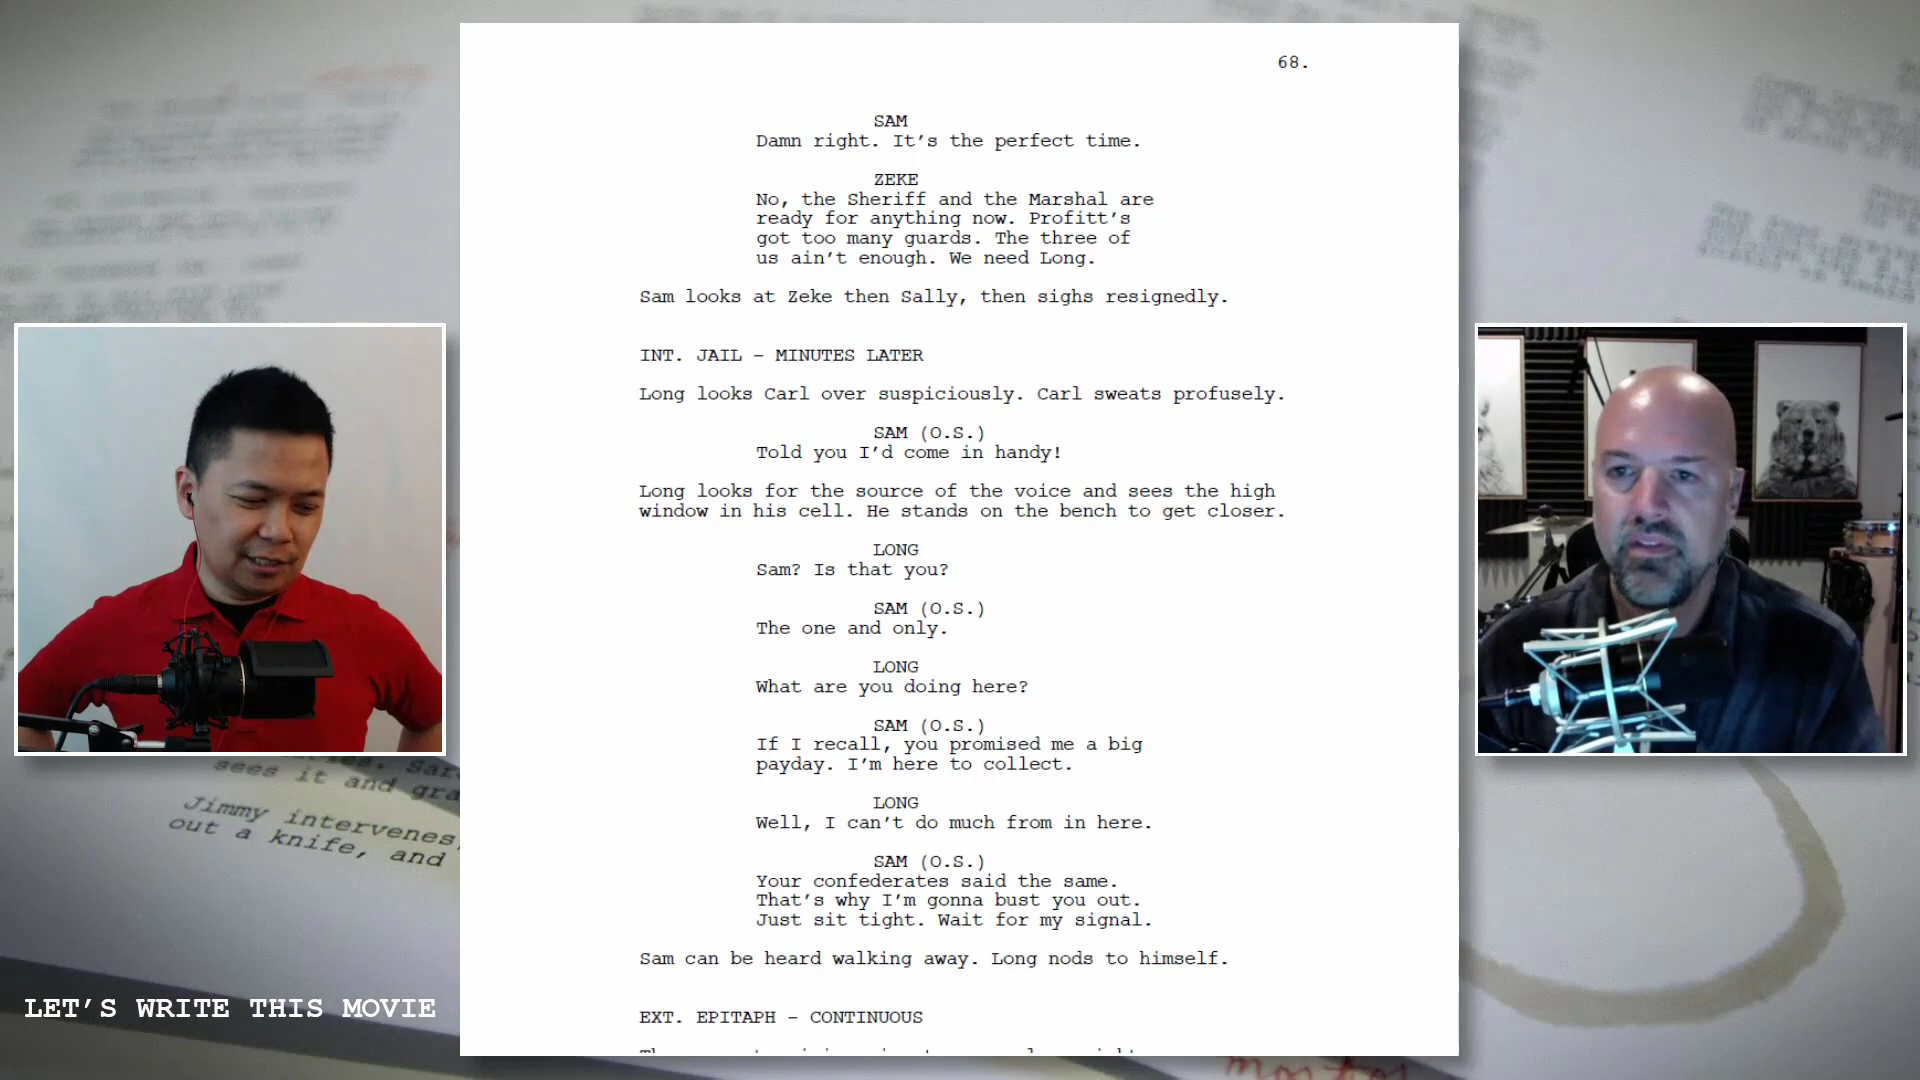 68.
SAM
Damn right. It's the perfect time.
ZEKE
No, the Sheriff and the Marshal are
ready for anything now. Profitt's
got too many guards. The three of
us ain't enough. We need Long.
Sam looks at Zeke then Sally, then sighs resignedly.
INT. JAIL – MINUTES LATER
Long looks Carl over suspiciously. Carl sweats profusely.
SAM (O.S.)
Told you I'd come in handy!
Long looks for the source of the voice and sees the high
window in his cell. He stands on the bench to get closer.
LONG
Sam? Is that you?
SAM (O.S.)
The one and only.
LONG
What are you doing here?
SAM (O.S.)
If I recall, you promised me a big
payday. I'm here to collect.
LONG
Well, I can't do much from in here.
SAM (O.S.)
Your confederates said the same.
That's why I'm gonna bust you out.
Just sit tight. Wait for my signal.
Sam can be heard walking away. Long nods to himself.
EXT. EPITAPH – CONTINUOUS
sees it and
Jimmy intervenes,
out a knife, and
LET'S WRITE THIS MOVIE